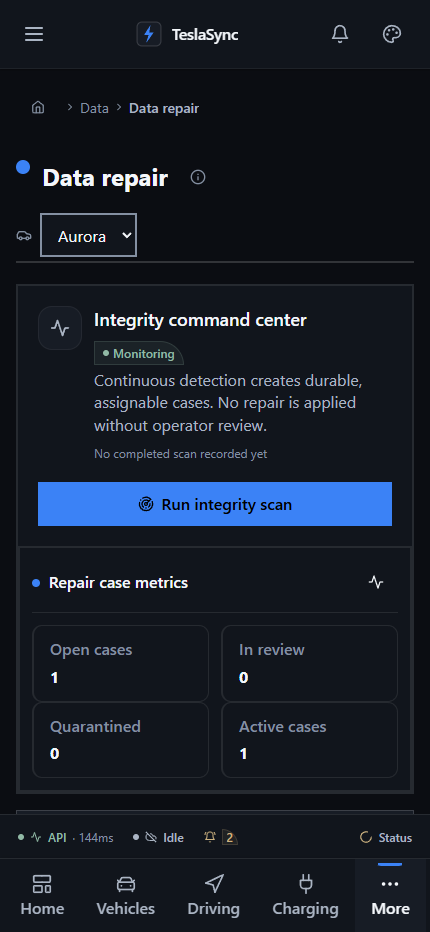 TeslaSync
Data
Data repair
Data repair
Aurora
Integrity command center
Monitoring
Continuous detection creates durable,
assignable cases. No repair is applied
without operator review.
No completed scan recorded yet
Run integrity scan
Repair case metrics
Open cases
1
In review
0
Quarantined
0
Active cases
1
API · 144ms
Idle
2
Status
Home
Vehicles
Driving
Charging
More